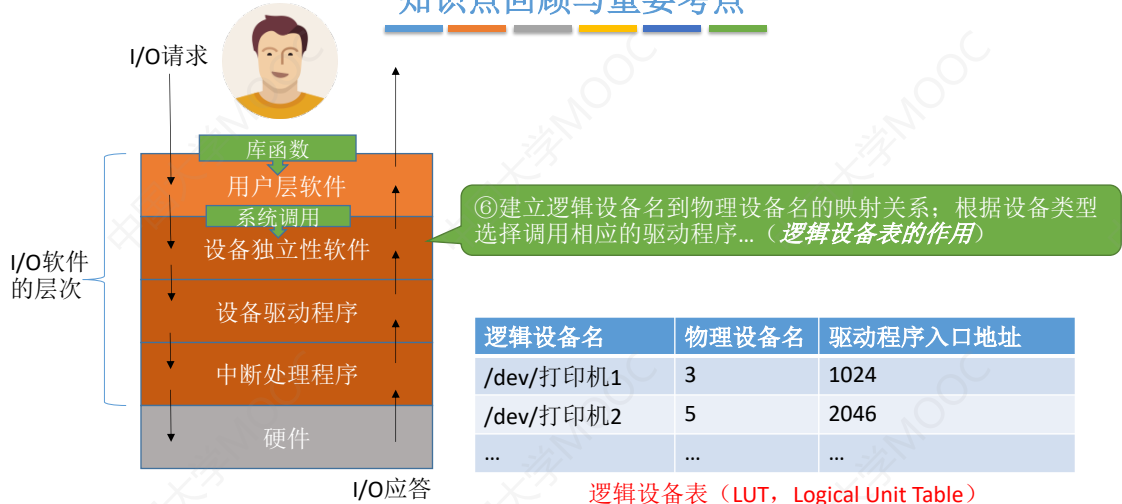 知识点回顾与重要考点
I/O请求
库函数
用户层软件
系统调用
设备独立性软件
设备驱动程序
中断处理程序
硬件
I/O软件
的层次
I/O应答
⑥建立逻辑设备名到物理设备名的映射关系；根据设备类型
选择调用相应的驱动程序…（逻辑设备表的作用）
逻辑设备名 物理设备名 驱动程序入口地址
/dev/打印机1 3 1024
/dev/打印机2 5 2046
… … …
逻辑设备表（LUT，Logical Unit Table）